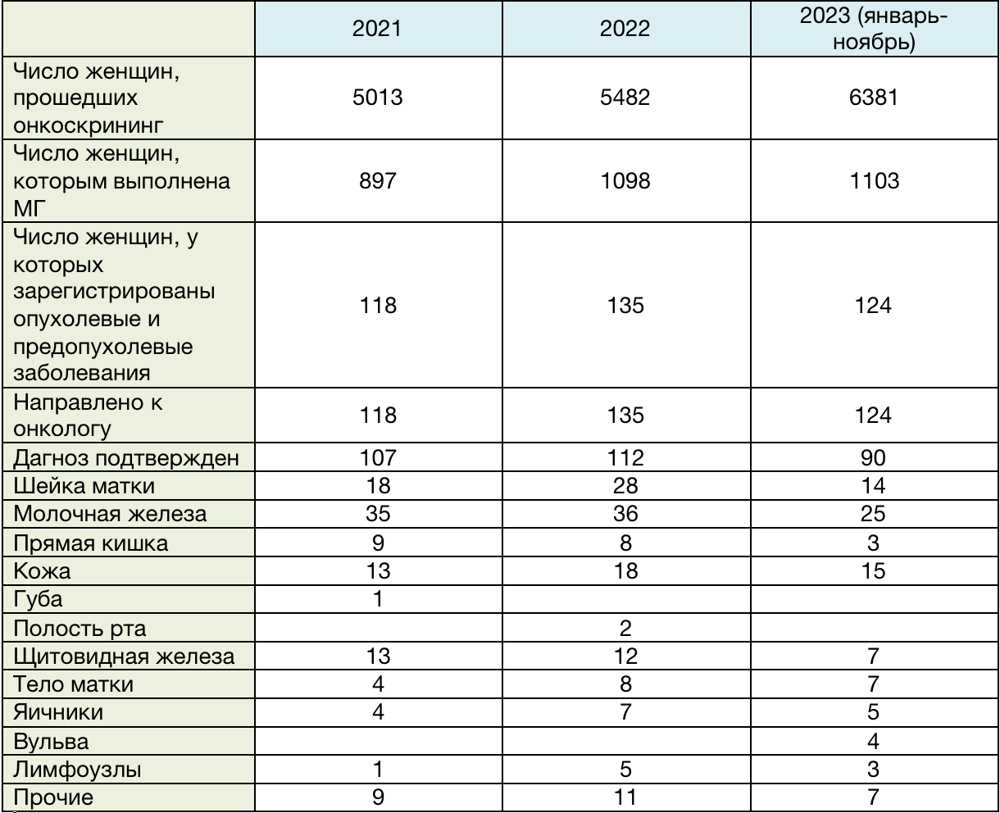 2021 2022 2023 (январь-
ноябрь)
Число женщин,
прошедших
онкоскрининг
5013 5482 6381
Число женщин,
которым выполнена
МГ
897 1098 1103
Число женщин, у
которых
зарегистрированы
опухолевые и
предопухолевые
заболевания
118 135 124
Направлено к
онкологу
118 135 124
Дагноз подтвержден 107 112 90
Шейка матки 18 28 14
Молочная железа 35 36 25
Прямая кишка 9 8 3
Кожа 13 18 15
Губа 1
Полость рта 2
Щитовидная железа 13 12 7
Тело матки 4 8 7
Яичники 4 7 5
Вульва 4
Лимфоузлы 1 5 3
Прочие 9 11 7